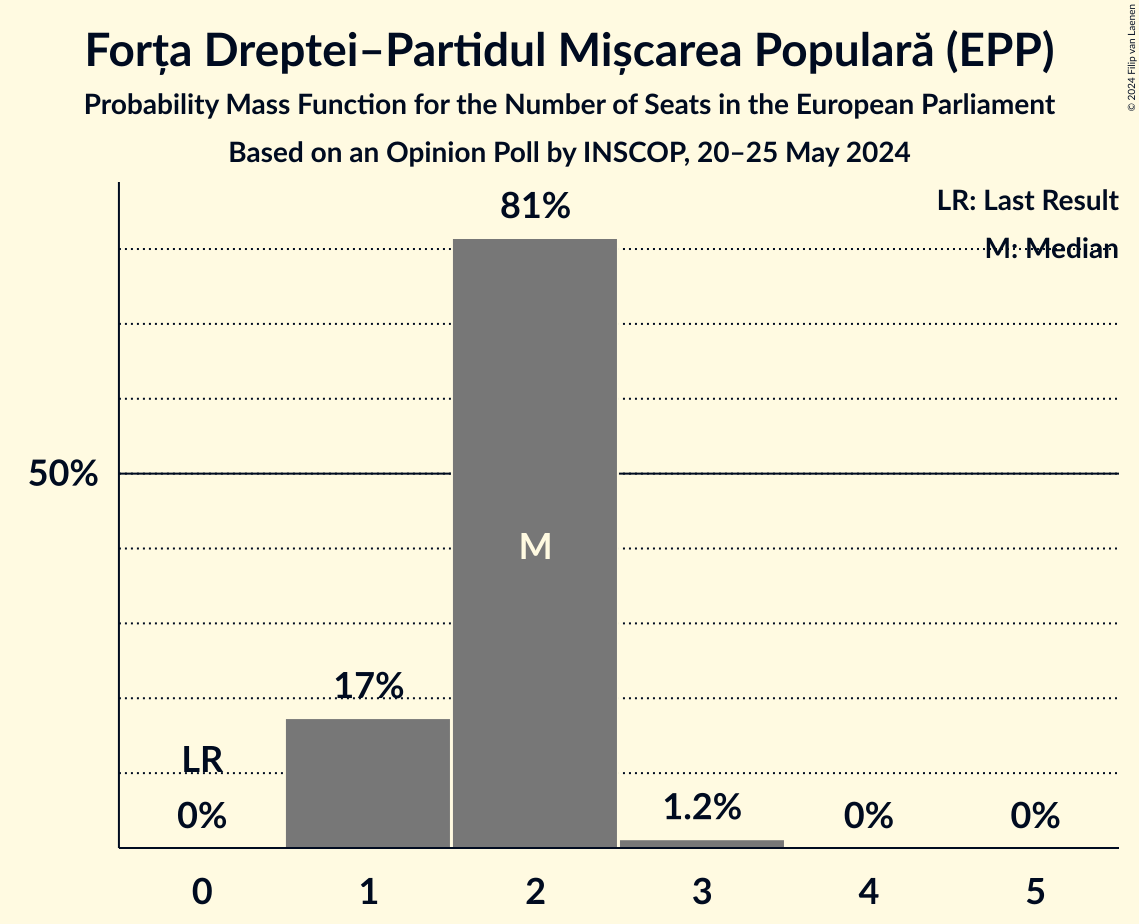 Forța Dreptei–Partidul Mișcarea Populară (EPP)
Probability Mass Function for the Number of Seats in the European Parliament
Based on an Opinion Poll by INSCOP, 20–25 May 2024
© 2024 Filip van Laenen
LR: Last Result
M: Median
81%
50%
M
17%
LR
0%
1.2%
0%
0%
0 1 2 3 4 5